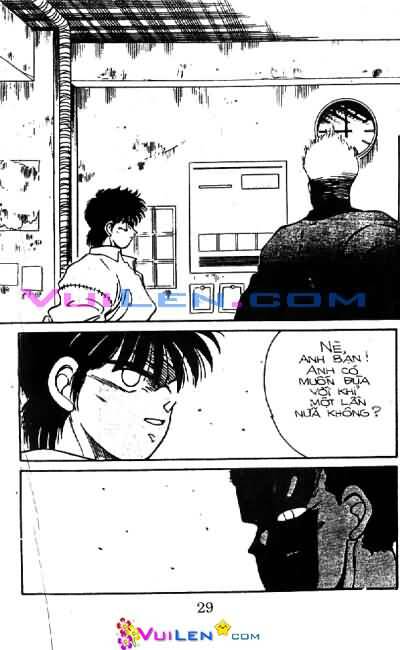 VuiLen.com
NÈ,
ANH BẠN!
ANH CÓ
MUỐN ĐÙA
VỚI KHỈ
MỘT LẦN
NỮA KHÔNG?
29
VuiLen.com